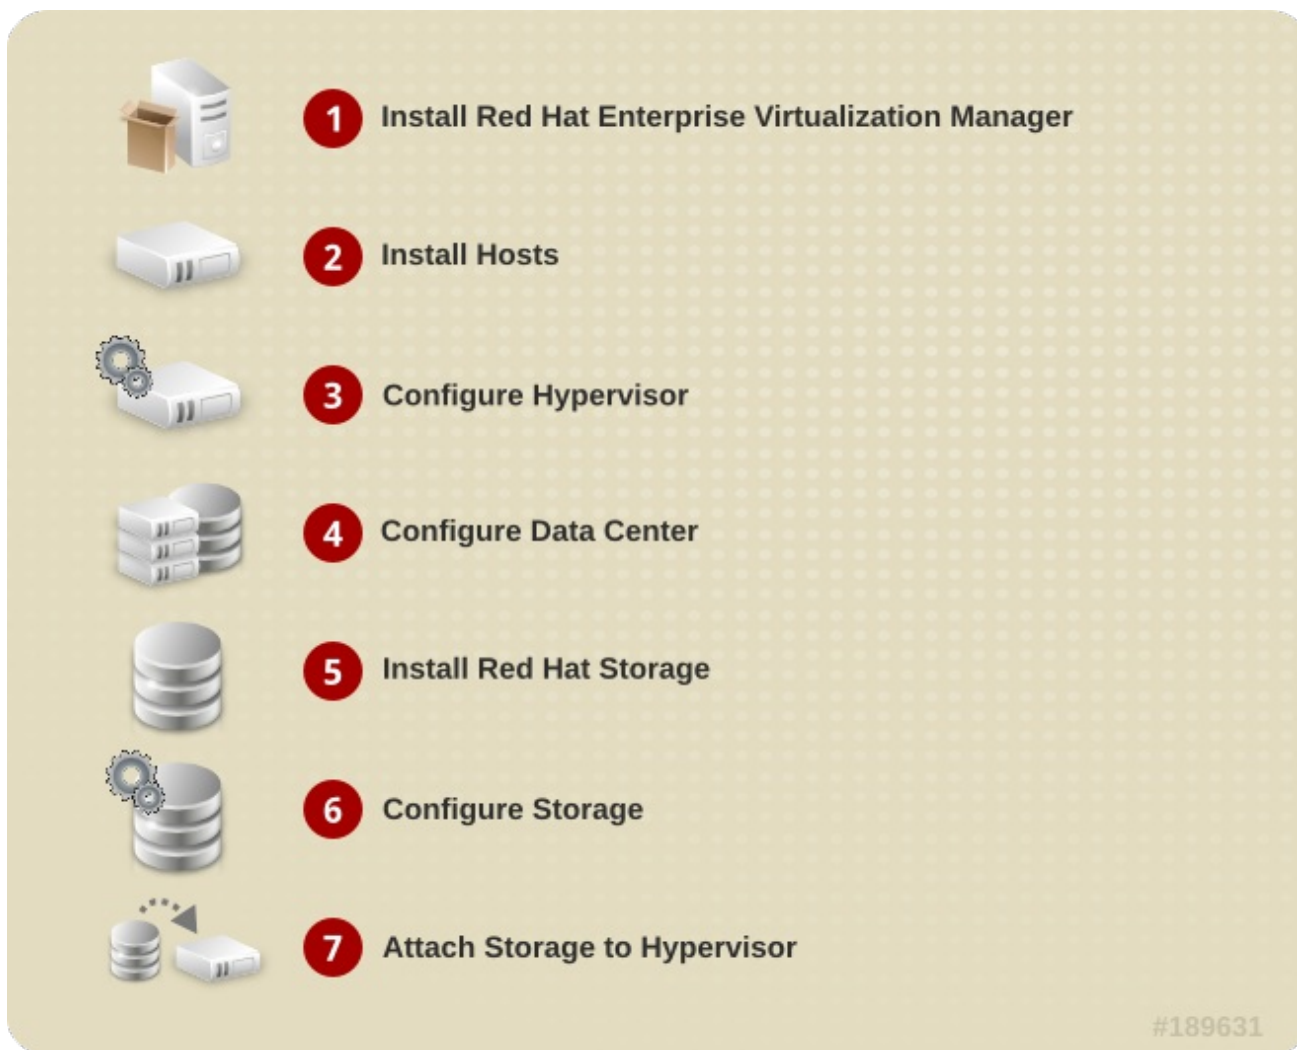 1 Install Red Hat Enterprise Virtualization Manager
2 Install Hosts
3 Configure Hypervisor
4 Configure Data Center
5 Install Red Hat Storage
6 Configure Storage
7 Attach Storage to Hypervisor
#189631